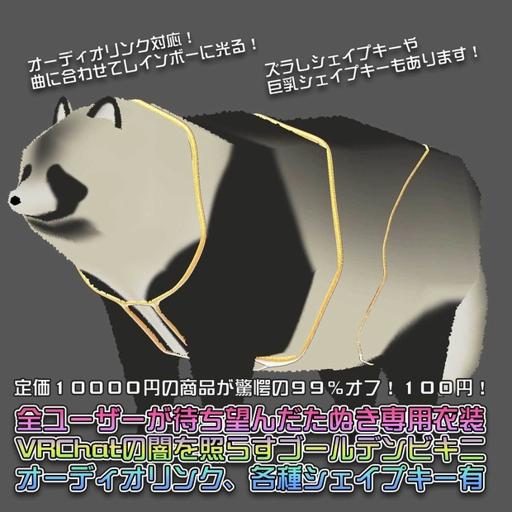 オーディオリンク対応！
曲に合わせてレインボーに光る！
ズラしシェイプキーや
巨乳シェイプキーもあります！
定価１００００円の商品が驚愕の９９％オフ！１００円！
全ユーザーが待ち望んだたぬき専用衣装
VRChatの闇を照らすゴールデンビキニ
オーディオリンク、各種シェイプキー有